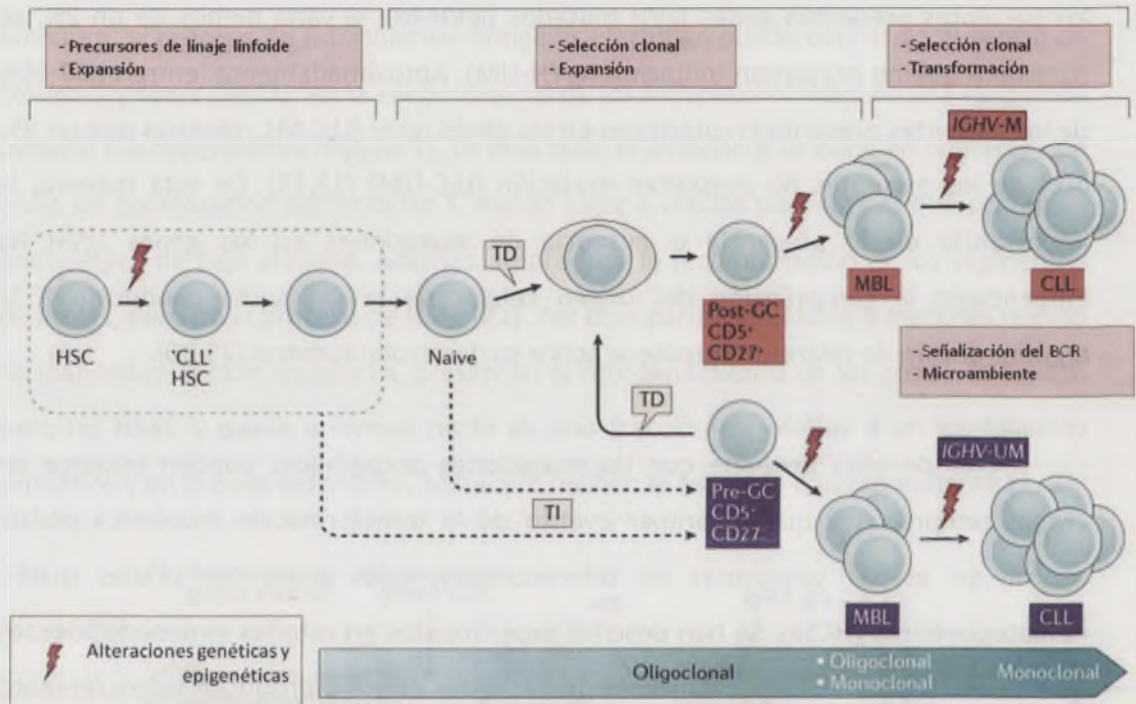 - Precursores de linaje linfoide
- Expansión
- Selección clonal
- Expansión
- Selección clonal
- Transformación
IGHV-M
MBL
CLL
TD
HSC
'CLL'
HSC
Naive
Post-GC
CD5⁺
CD27⁺
- Señalización del BCR
- Microambiente
TD
IGHV-UM
TI
Pre-GC
CD5⁻
CD27⁻
MBL
CLL
Alteraciones genéticas y
epigenéticas
Oligoclonal
• Oligoclonal
• Monoclonal
Monoclonal